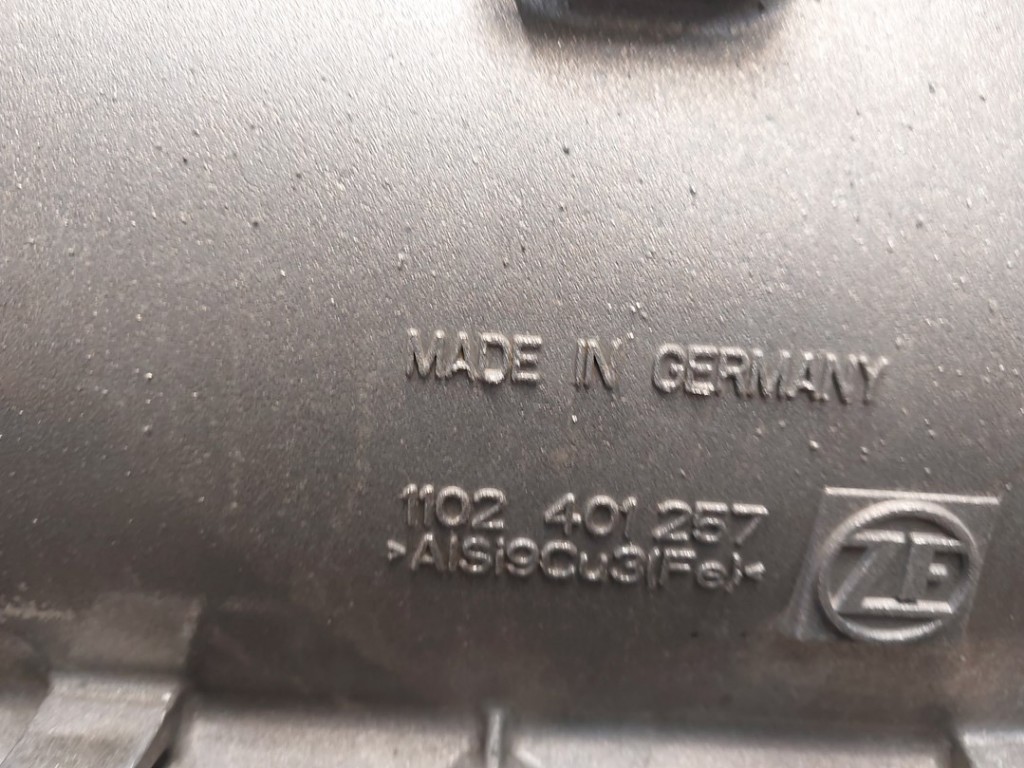 MADE IN GERMANY
1102 401 257
>AlSi9Cu3(Fe)<
ZF